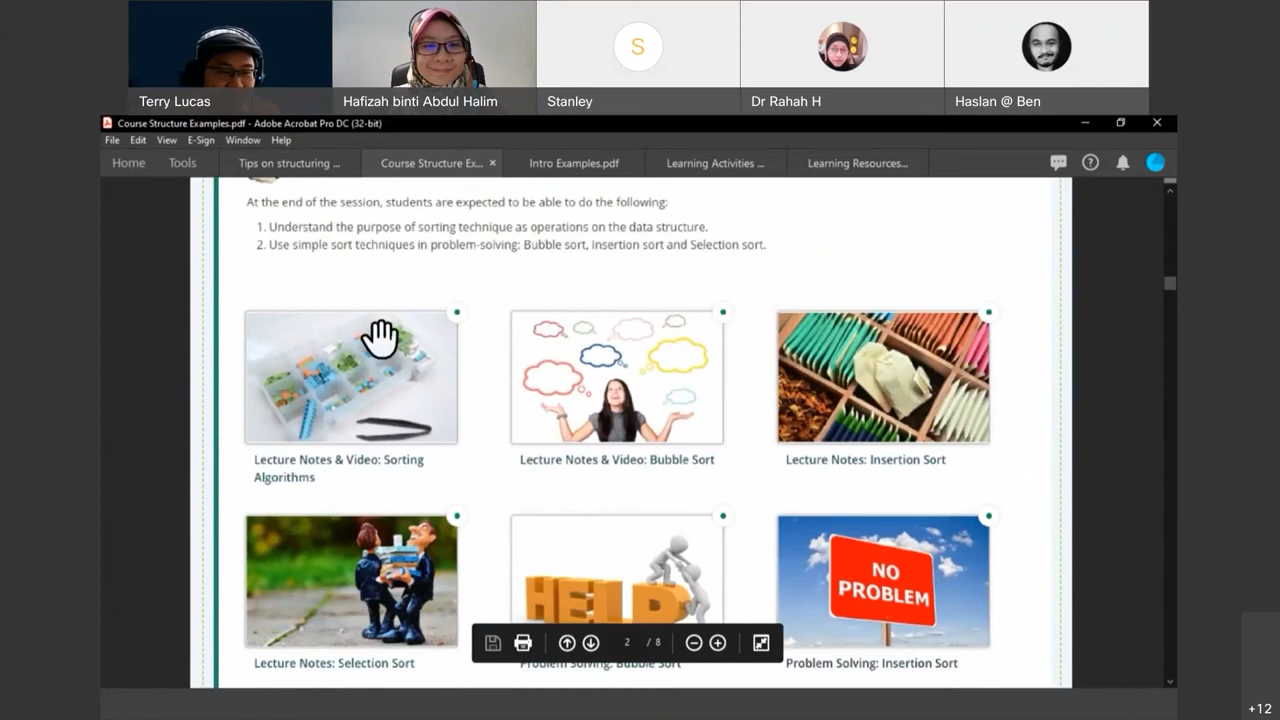 S
Terry Lucas
Hafizah binti Abdul Halim
Stanley
Dr Rahah H
Haslan @ Ben
Course Structure Examples.pdf - Adobe Acrobat Pro DC (32-bit)
File Edit View E-Sign Window Help
Home Tools Tips on structuring ... Course Structure Ex... × Intro Examples.pdf Learning Activities ... Learning Resources...
At the end of the session, students are expected to be able to do the following:
1. Understand the purpose of sorting technique as operations on the data structure.
2. Use simple sort techniques in problem-solving: Bubble sort, Insertion sort and Selection sort.
Lecture Notes & Video: Sorting
Algorithms
Lecture Notes & Video: Bubble Sort
Lecture Notes: Insertion Sort
HELP
NO
PROBLEM
2 / 8
Lecture Notes: Selection Sort
Problem Solving: Bubble Sort
Problem Solving: Insertion Sort
+12